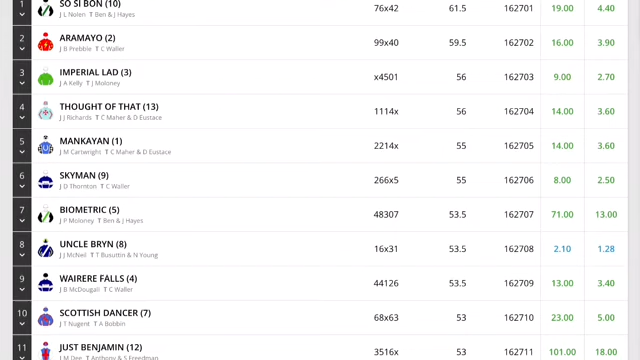 1 SO SI BON (10) 76x42 61.5 162701 19.00 4.40
J L Nolen T Ben & J Hayes
2 ARAMAYO (2) 99x40 59.5 162702 16.00 3.90
J B Prebble T C Waller
3 IMPERIAL LAD (3) x4501 56 162703 9.00 2.70
J A Kelly T J Moloney
4 THOUGHT OF THAT (13) 1114x 56 162704 14.00 3.60
J J Richards T C Maher & D Eustace
5 MANKAYAN (1) 2214x 55 162705 14.00 3.60
J M Cartwright T C Maher & D Eustace
6 SKYMAN (9) 266x5 55 162706 8.00 2.50
J D Thornton T C Waller
7 BIOMETRIC (5) 48307 53.5 162707 71.00 13.00
J P Moloney T Ben & J Hayes
8 UNCLE BRYN (8) 16x31 53.5 162708 2.10 1.28
J J McNeil T T Busuttin & N Young
9 WAIRERE FALLS (4) 44126 53.5 162709 13.00 3.40
J B McDougall T C Waller
10 SCOTTISH DANCER (7) 68x63 53 162710 23.00 5.00
J T Nugent T A Bobbin
11 JUST BENJAMIN (12) 3516x 53 162711 101.00 18.00
J M Dee T Anthony & S Freedman